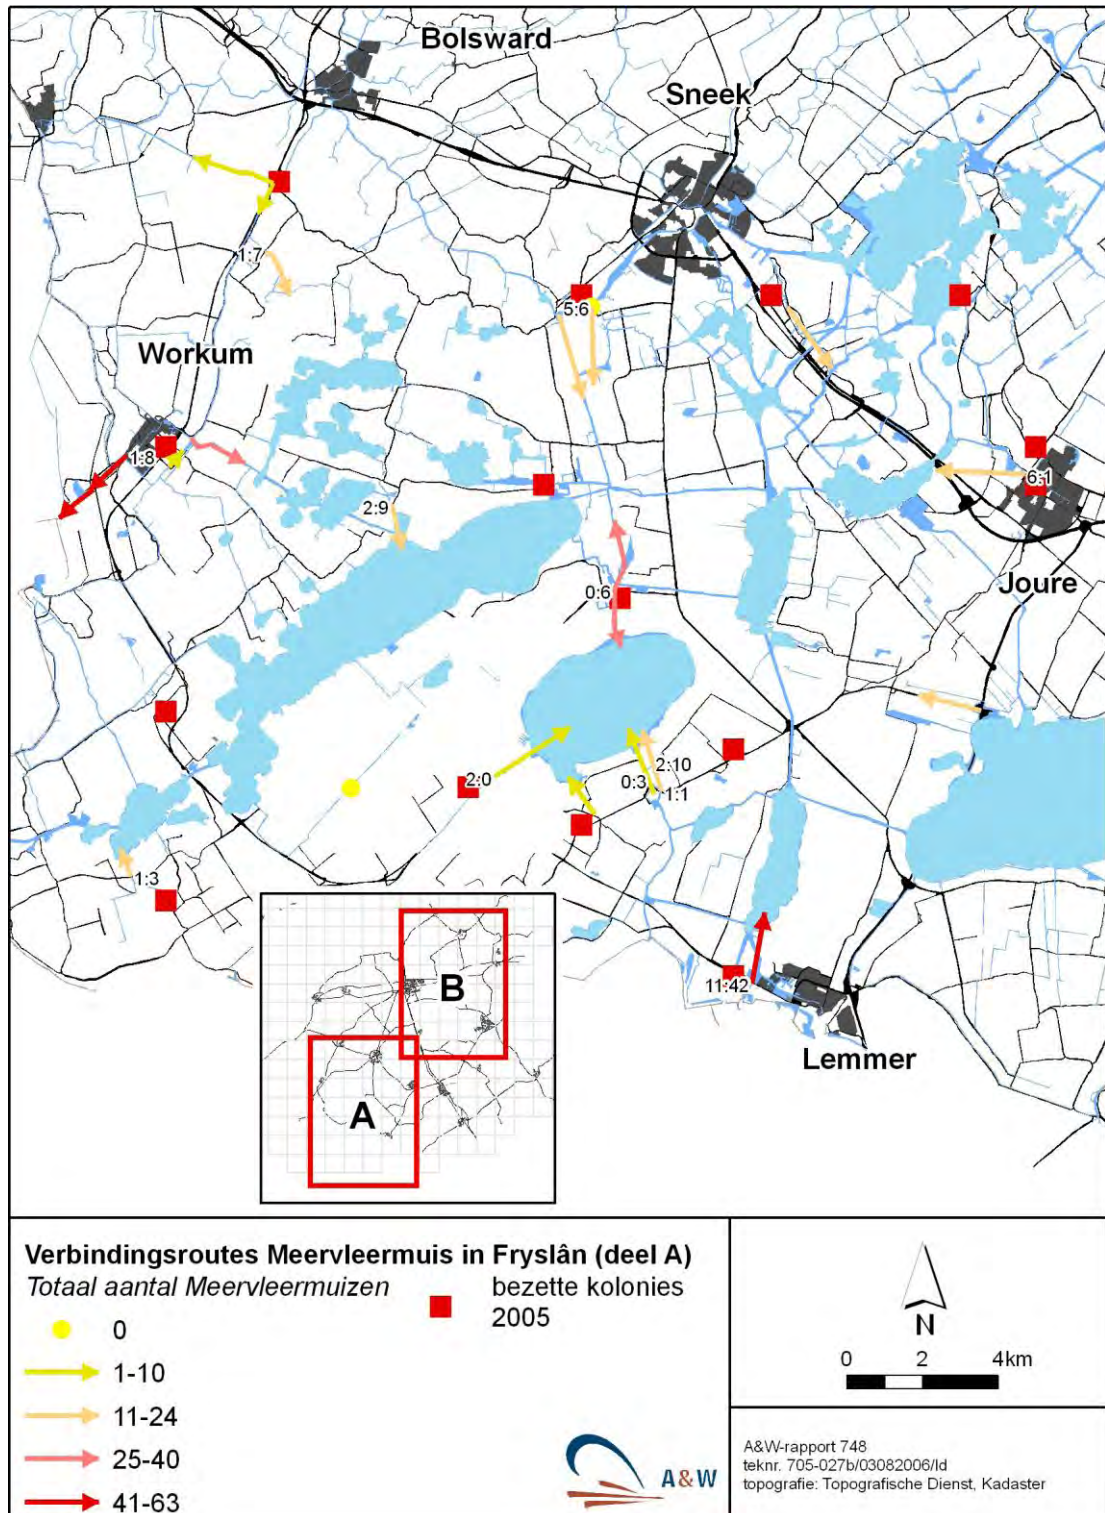 Bolsward
Sneek
1:7
5:6
Workum
1:8
6:1
2:9
Joure
0:6
2:10
2:0
0:3
1:1
1:3
B
11:42
Lemmer
A
Verbindingsroutes Meervleermuis in Fryslân (deel A)
Totaal aantal Meervleermuizen
bezette kolonies
2005
0
1-10
11-24
25-40
41-63
N
0 2 4km
A&W
A&W-rapport 748
teknr. 705-027b/03082006/ld
topografie: Topografische Dienst, Kadaster